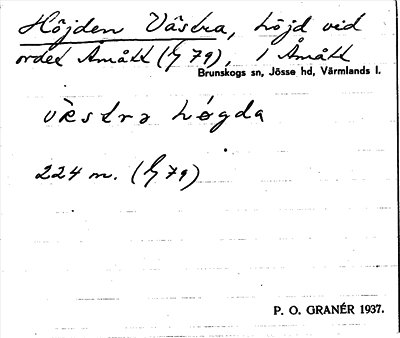 Höjden Västra, höjd vid
ordet Åmått (G 79), 1 Åmått
Brunskogs sn, Jösse hd, Värmlands l.
västra högda
224 m. (G 79)
P. O. GRANÉR 1937.